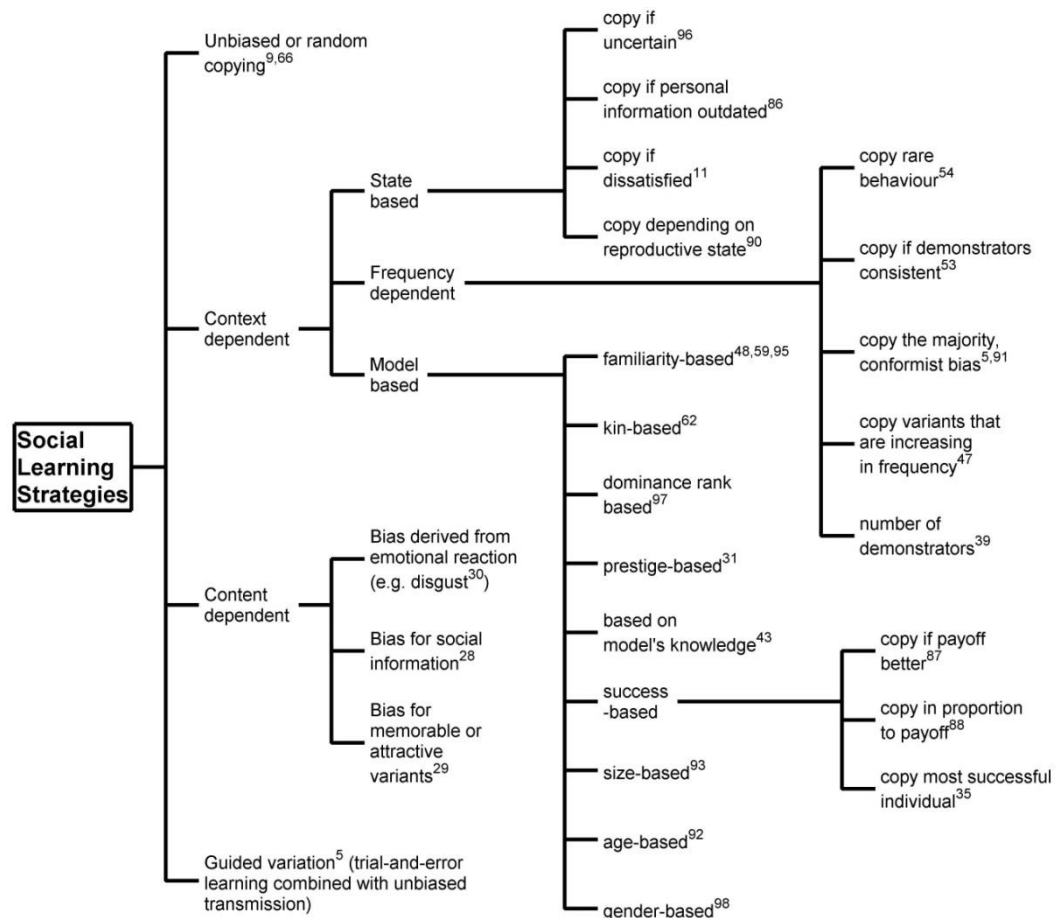 Social
Learning
Strategies
Unbiased or random
copying9,66
Context
dependent
State
based
copy if
uncertain96
copy if personal
information outdated86
copy if
dissatisfied11
copy depending on
reproductive state90
Frequency
dependent
copy rare
behaviour54
copy if demonstrators
consistent53
copy the majority,
conformist bias5,91
copy variants that
are increasing
in frequency47
number of
demonstrators39
Model
based
familiarity-based48,59,95
kin-based62
dominance rank
based97
prestige-based31
based on
model's knowledge43
success
-based
copy if payoff
better87
copy in proportion
to payoff88
copy most successful
individual35
size-based93
age-based92
gender-based98
Content
dependent
Bias derived from
emotional reaction
(e.g. disgust30)
Bias for social
information28
Bias for
memorable or
attractive
variants29
Guided variation5 (trial-and-error
learning combined with unbiased
transmission)